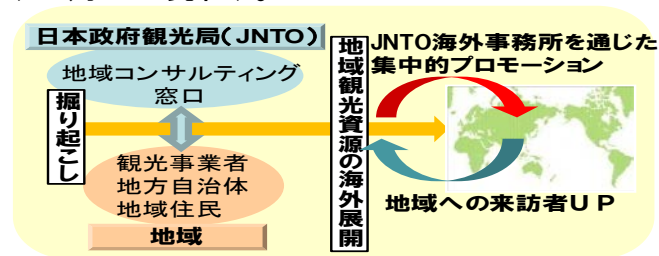 日本政府観光局（JNTO）
地域コンサルティング
窓口
掘り起こし
観光事業者
地方自治体
地域住民
地域
地域観光資源の海外展開
JNTO海外事務所を通じた
集中的プロモーション
地域への来訪者ＵＰ